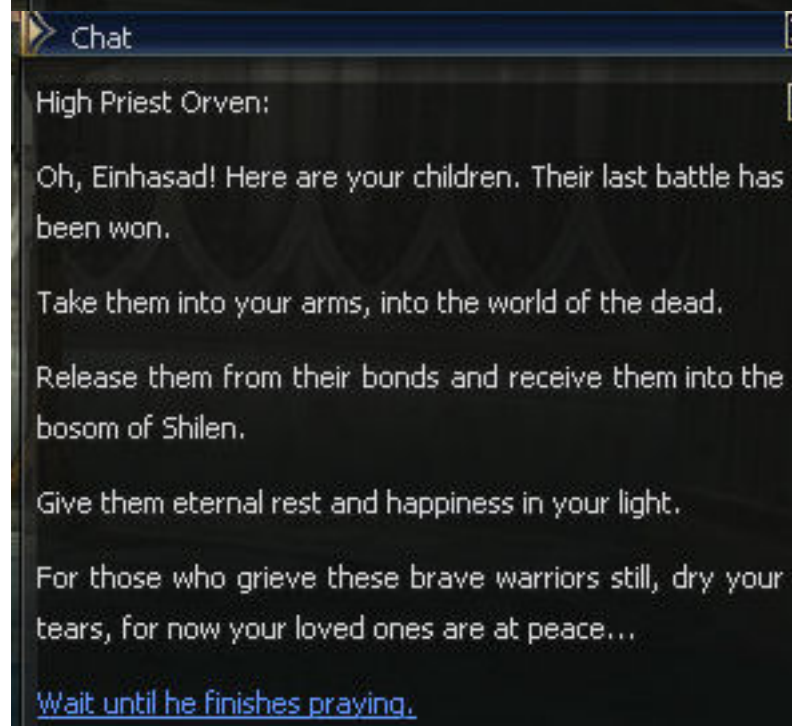 Chat
High Priest Orven:
Oh, Einhasad! Here are your children. Their last battle has
been won.
Take them into your arms, into the world of the dead.
Release them from their bonds and receive them into the
bosom of Shilen.
Give them eternal rest and happiness in your light.
For those who grieve these brave warriors still, dry your
tears, for now your loved ones are at peace...
Wait until he finishes praying.